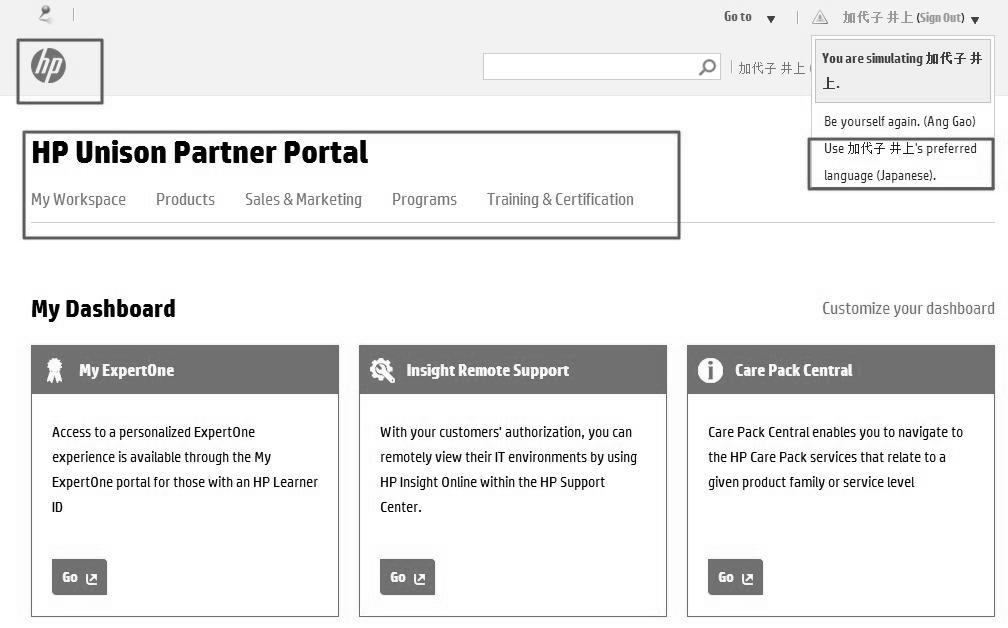 Go to
加代子 井上 (Sign Out)
hp
加代子 井上 (
You are simulating 加代子 井
上.
Be yourself again. (Ang Gao)
Use 加代子 井上's preferred
language (Japanese).
HP Unison Partner Portal
My Workspace Products Sales & Marketing Programs Training & Certification
My Dashboard
Customize your dashboard
My ExpertOne
Access to a personalized ExpertOne
experience is available through the My
ExpertOne portal for those with an HP Learner
ID
Go
Insight Remote Support
With your customers' authorization, you can
remotely view their IT environments by using
HP Insight Online within the HP Support
Center.
Go
Care Pack Central
Care Pack Central enables you to navigate to
the HP Care Pack services that relate to a
given product family or service level
Go